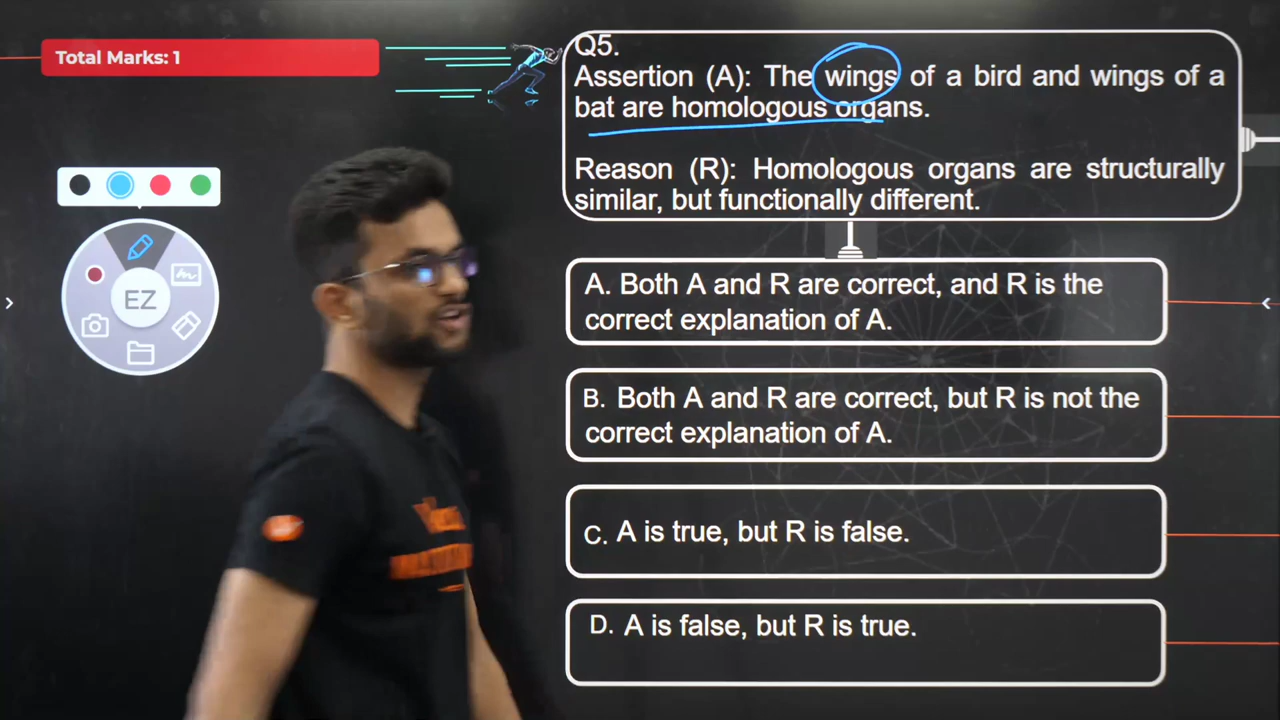 Total Marks: 1
Q5.
Assertion (A): The wings of a bird and wings of a
bat are homologous organs.
Reason (R): Homologous organs are structurally
similar, but functionally different.
EZ
A. Both A and R are correct, and R is the
correct explanation of A.
B. Both A and R are correct, but R is not the
correct explanation of A.
C. A is true, but R is false.
D. A is false, but R is true.